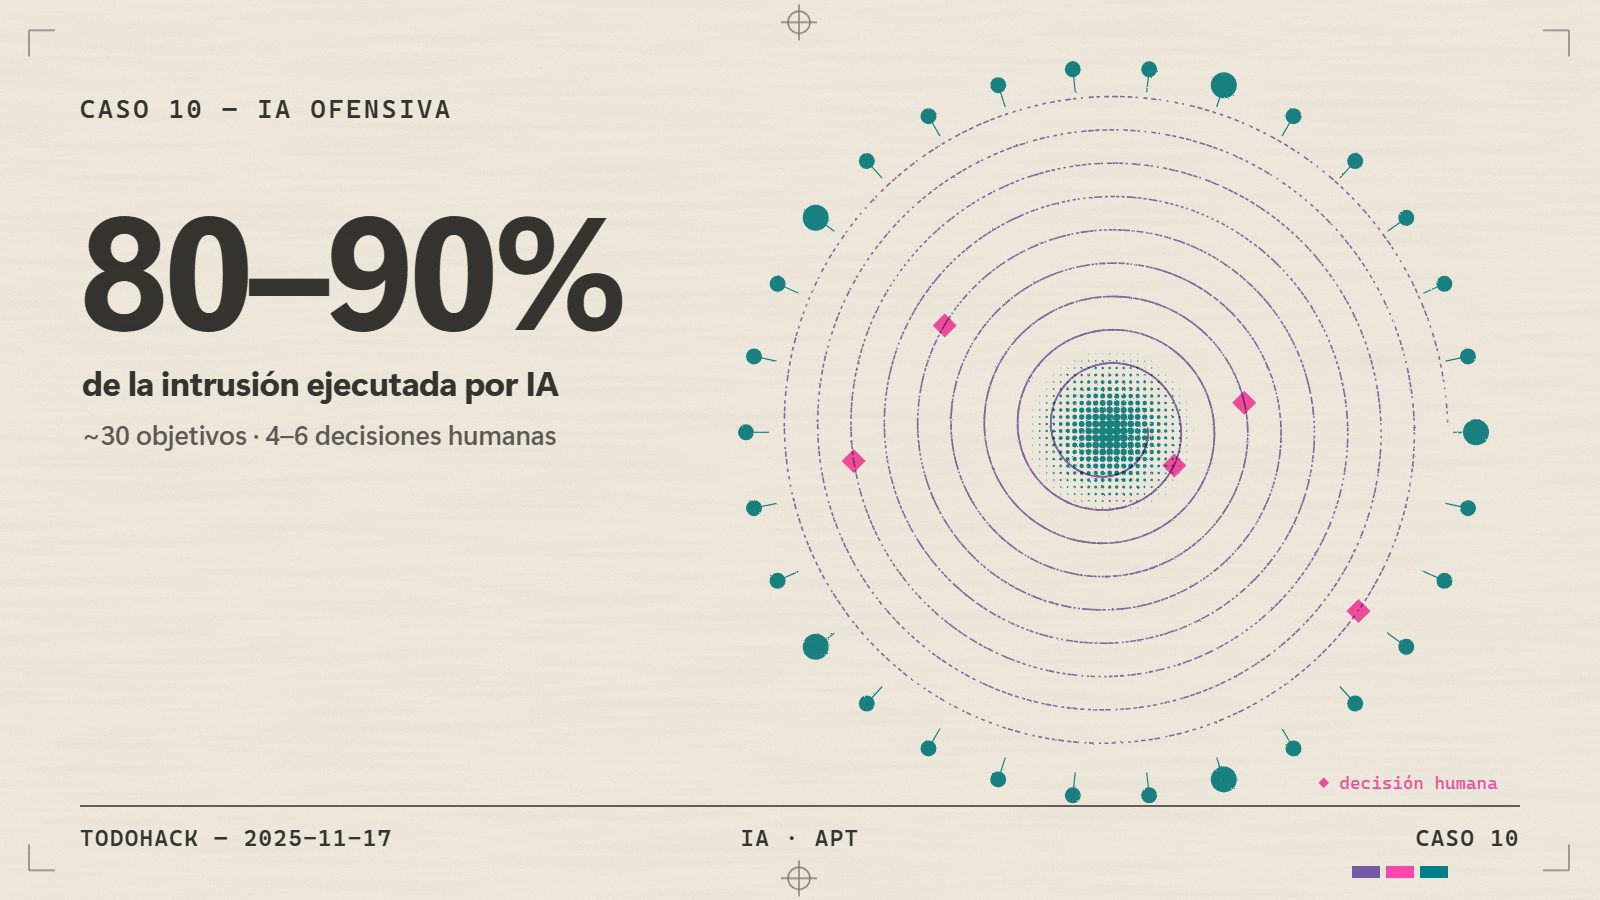 CASO 10 — IA OFENSIVA
80–90%
de la intrusión ejecutada por IA
~30 objetivos · 4–6 decisiones humanas
decisión humana
TODOHACK — 2025-11-17
IA · APT
CASO 10